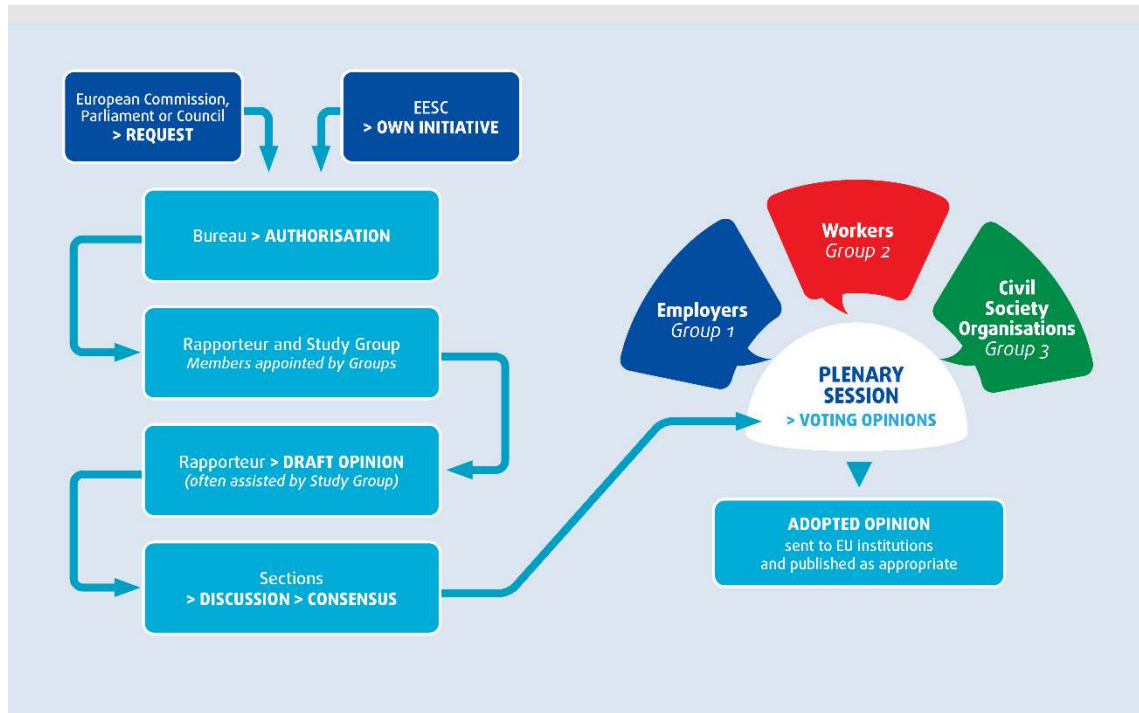 European Commission,
Parliament or Council
> REQUEST
EESC
> OWN INITIATIVE
Bureau > AUTHORISATION
Rapporteur and Study Group
Members appointed by Groups
Rapporteur > DRAFT OPINION
(often assisted by Study Group)
Sections
> DISCUSSION > CONSENSUS
Employers
Group 1
Workers
Group 2
Civil
Society
Organisations
Group 3
PLENARY
SESSION
> VOTING OPINIONS
ADOPTED OPINION
sent to EU institutions
and published as appropriate